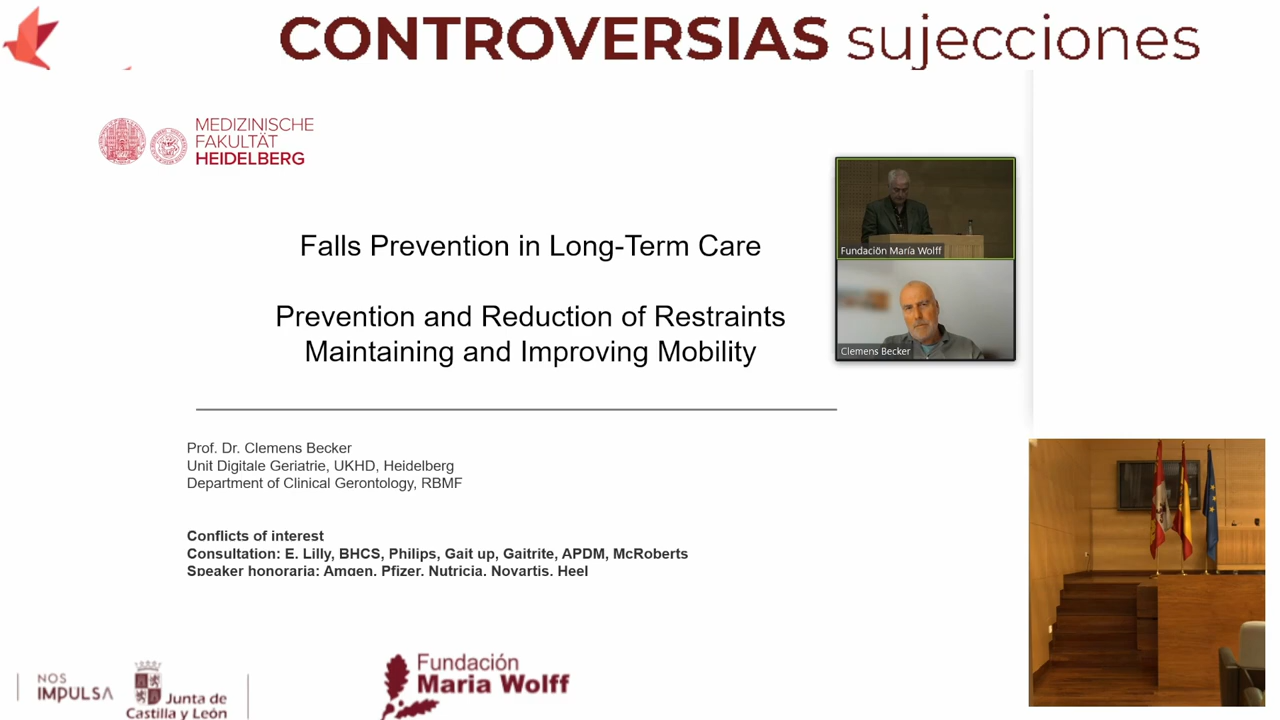 CONTROVERSIAS sujecciones
MEDIZINISCHE
FAKULTÄT
HEIDELBERG
Falls Prevention in Long-Term Care
Prevention and Reduction of Restraints
Maintaining and Improving Mobility
Fundación María Wolff
Clemens Becker
Prof. Dr. Clemens Becker
Unit Digitale Geriatrie, UKHD, Heidelberg
Department of Clinical Gerontology, RBMF
Conflicts of interest
Consultation: E. Lilly, BHCS, Philips, Gait up, Gaitrite, APDM, McRoberts
Speaker honoraria: Amgen, Pfizer, Nutricia, Novartis, Heel
NOS
IMPULSA
Junta de
Castilla y León
Fundación
Maria Wolff